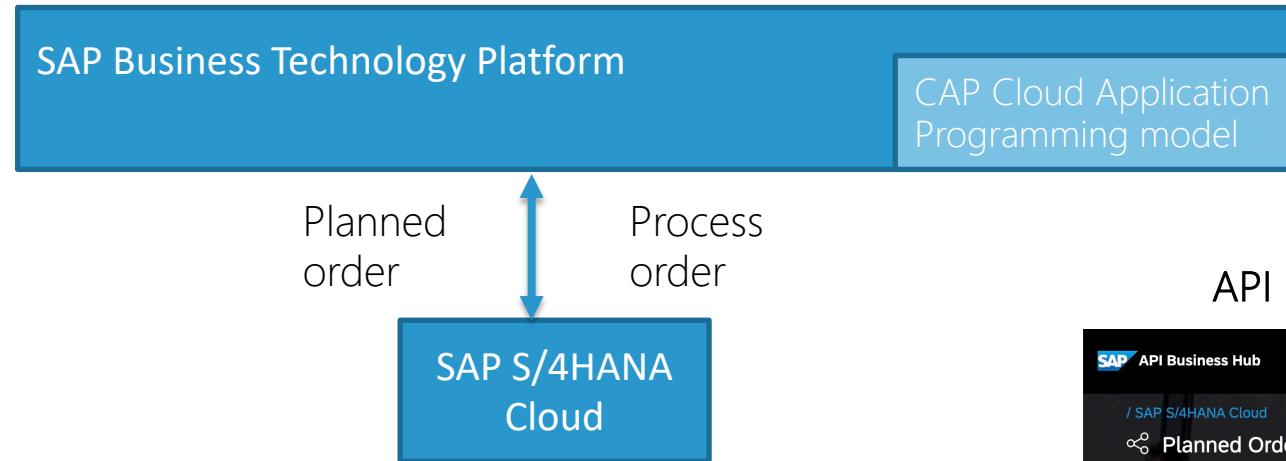 SAP Business Technology Platform
CAP Cloud Application
Programming model
Planned
order
Process
order
API
SAP S/4HANA
Cloud
SAP API Business Hub
/ SAP S/4HANA Cloud
Planned